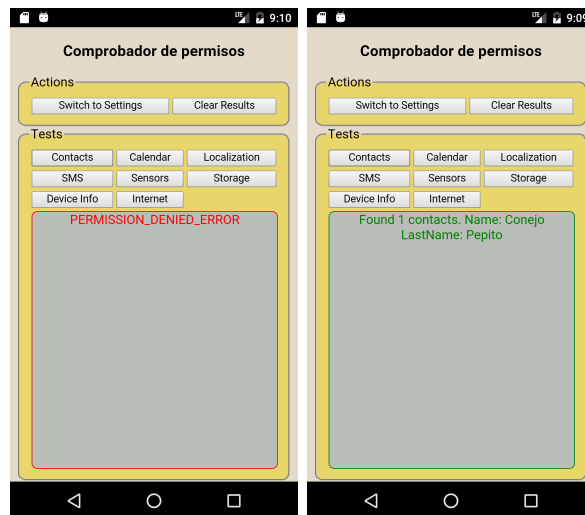 LTE 9:10
Comprobador de permisos
Actions
Switch to Settings Clear Results
Tests
Contacts Calendar Localization
SMS Sensors Storage
Device Info Internet
PERMISSION_DENIED_ERROR
LTE 9:09
Comprobador de permisos
Actions
Switch to Settings Clear Results
Tests
Contacts Calendar Localization
SMS Sensors Storage
Device Info Internet
Found 1 contacts. Name: Conejo
LastName: Pepito